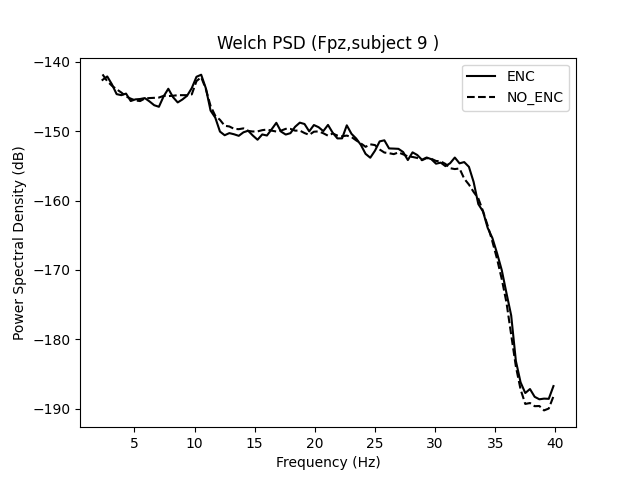 Welch PSD (Fpz,subject 9 )
ENC
NO_ENC
Power Spectral Density (dB)
−140
−150
−160
−170
−180
−190
5 10 15 20 25 30 35 40
Frequency (Hz)